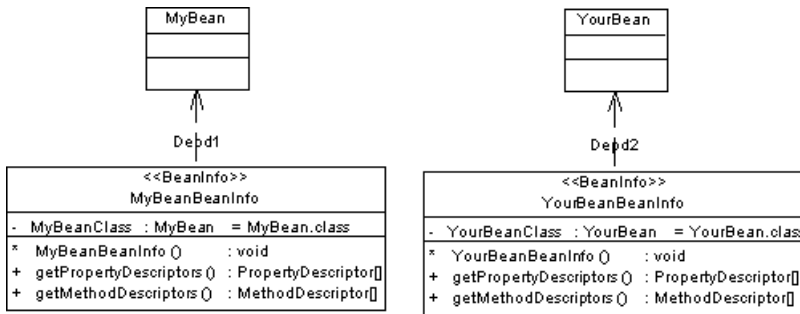 MyBean
Depd1
<<BeanInfo>>
MyBeanBeanInfo
- MyBeanClass : MyBean = MyBean.class
* MyBeanBeanInfo () : void
+ getPropertyDescriptors () : PropertyDescriptor[]
+ getMethodDescriptors () : MethodDescriptor[]
YourBean
Depd2
<<BeanInfo>>
YourBeanBeanInfo
- YourBeanClass : YourBean = YourBean.class
* YourBeanBeanInfo () : void
+ getPropertyDescriptors () : PropertyDescriptor[]
+ getMethodDescriptors () : MethodDescriptor[]